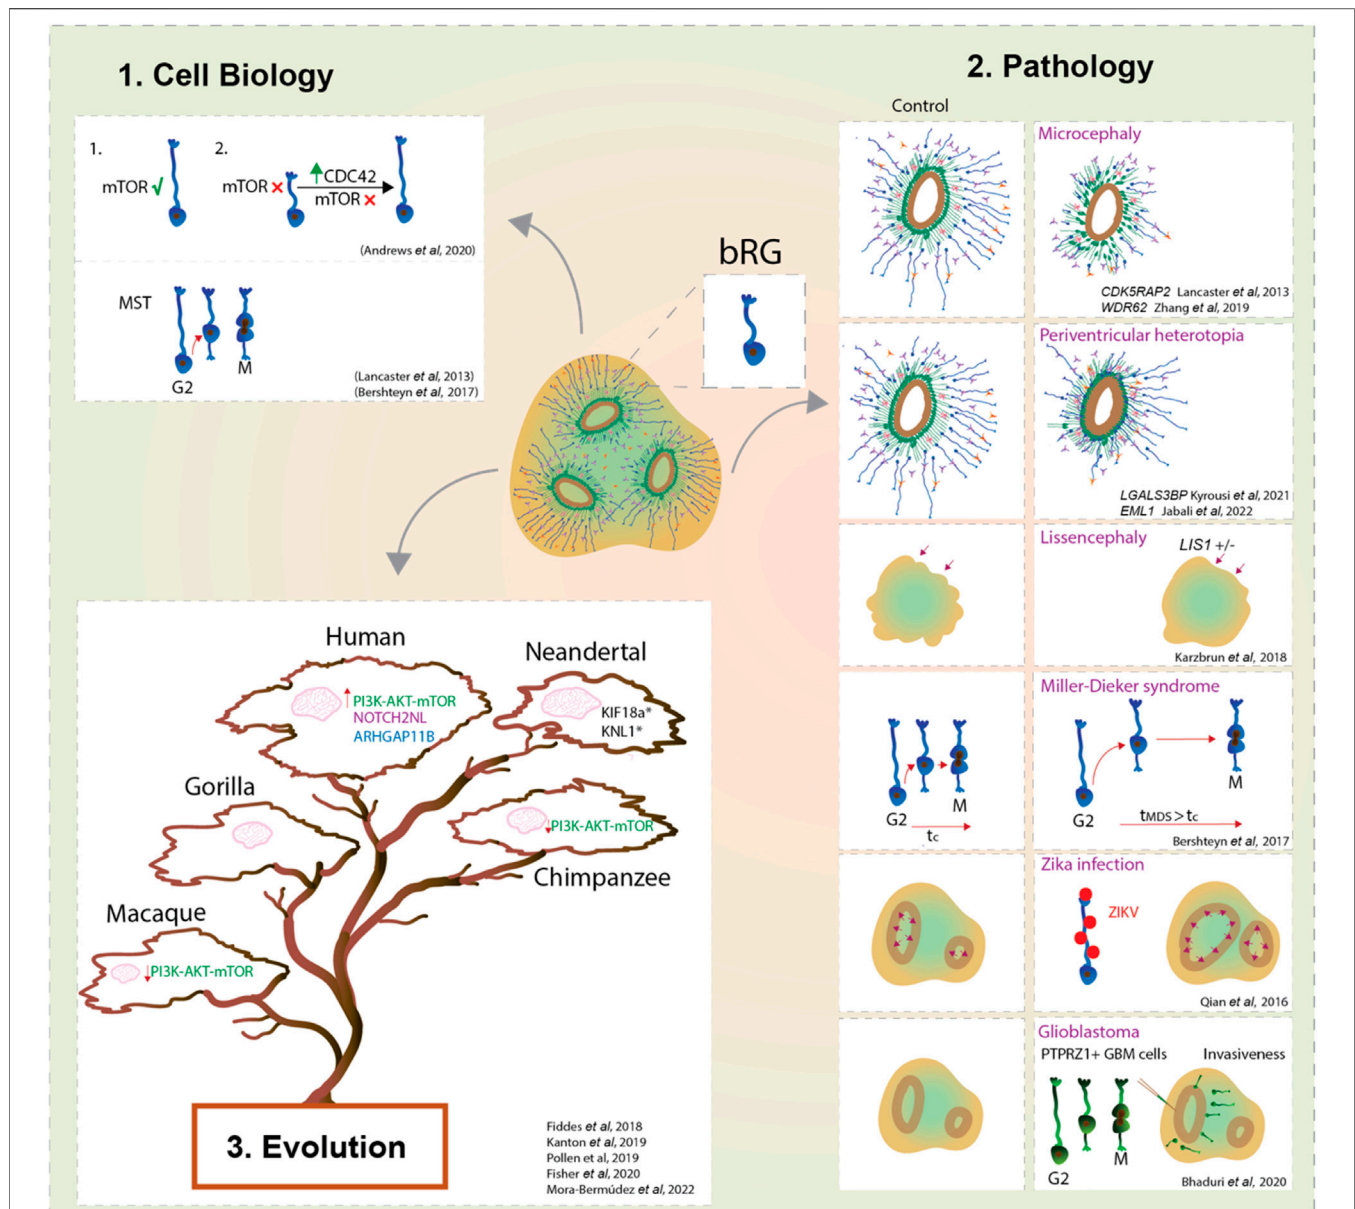 1. Cell Biology
1.
2.
mTOR √
mTOR ×
↑CDC42
mTOR ×
(Andrews et al, 2020)
MST
G2
M
(Lancaster et al, 2013)
(Bershteyn et al, 2017)
bRG
2. Pathology
Control
Microcephaly
CDK5RAP2 Lancaster et al, 2013
WDR62 Zhang et al, 2019
Periventricular heterotopia
LGALS3BP Kyrousi et al, 2021
EML1 Jabali et al, 2022
Lissencephaly
LIS1 +/-
Karzbrun et al, 2018
Miller-Dieker syndrome
G2
M
tc
G2
M
tMDS > tc
Bershteyn et al, 2017
Zika infection
ZIKV
Qian et al, 2016
Glioblastoma
PTPRZ1+ GBM cells
Invasiveness
G2
M
Bhaduri et al, 2020
Human
↑PI3K-AKT-mTOR
NOTCH2NL
ARHGAP11B
Neandertal
KIF18a*
KNL1*
Gorilla
↓PI3K-AKT-mTOR
Chimpanzee
Macaque
↓PI3K-AKT-mTOR
3. Evolution
Fiddes et al, 2018
Kanton et al, 2019
Pollen et al, 2019
Fisher et al, 2020
Mora-Bermúdez et al, 2022